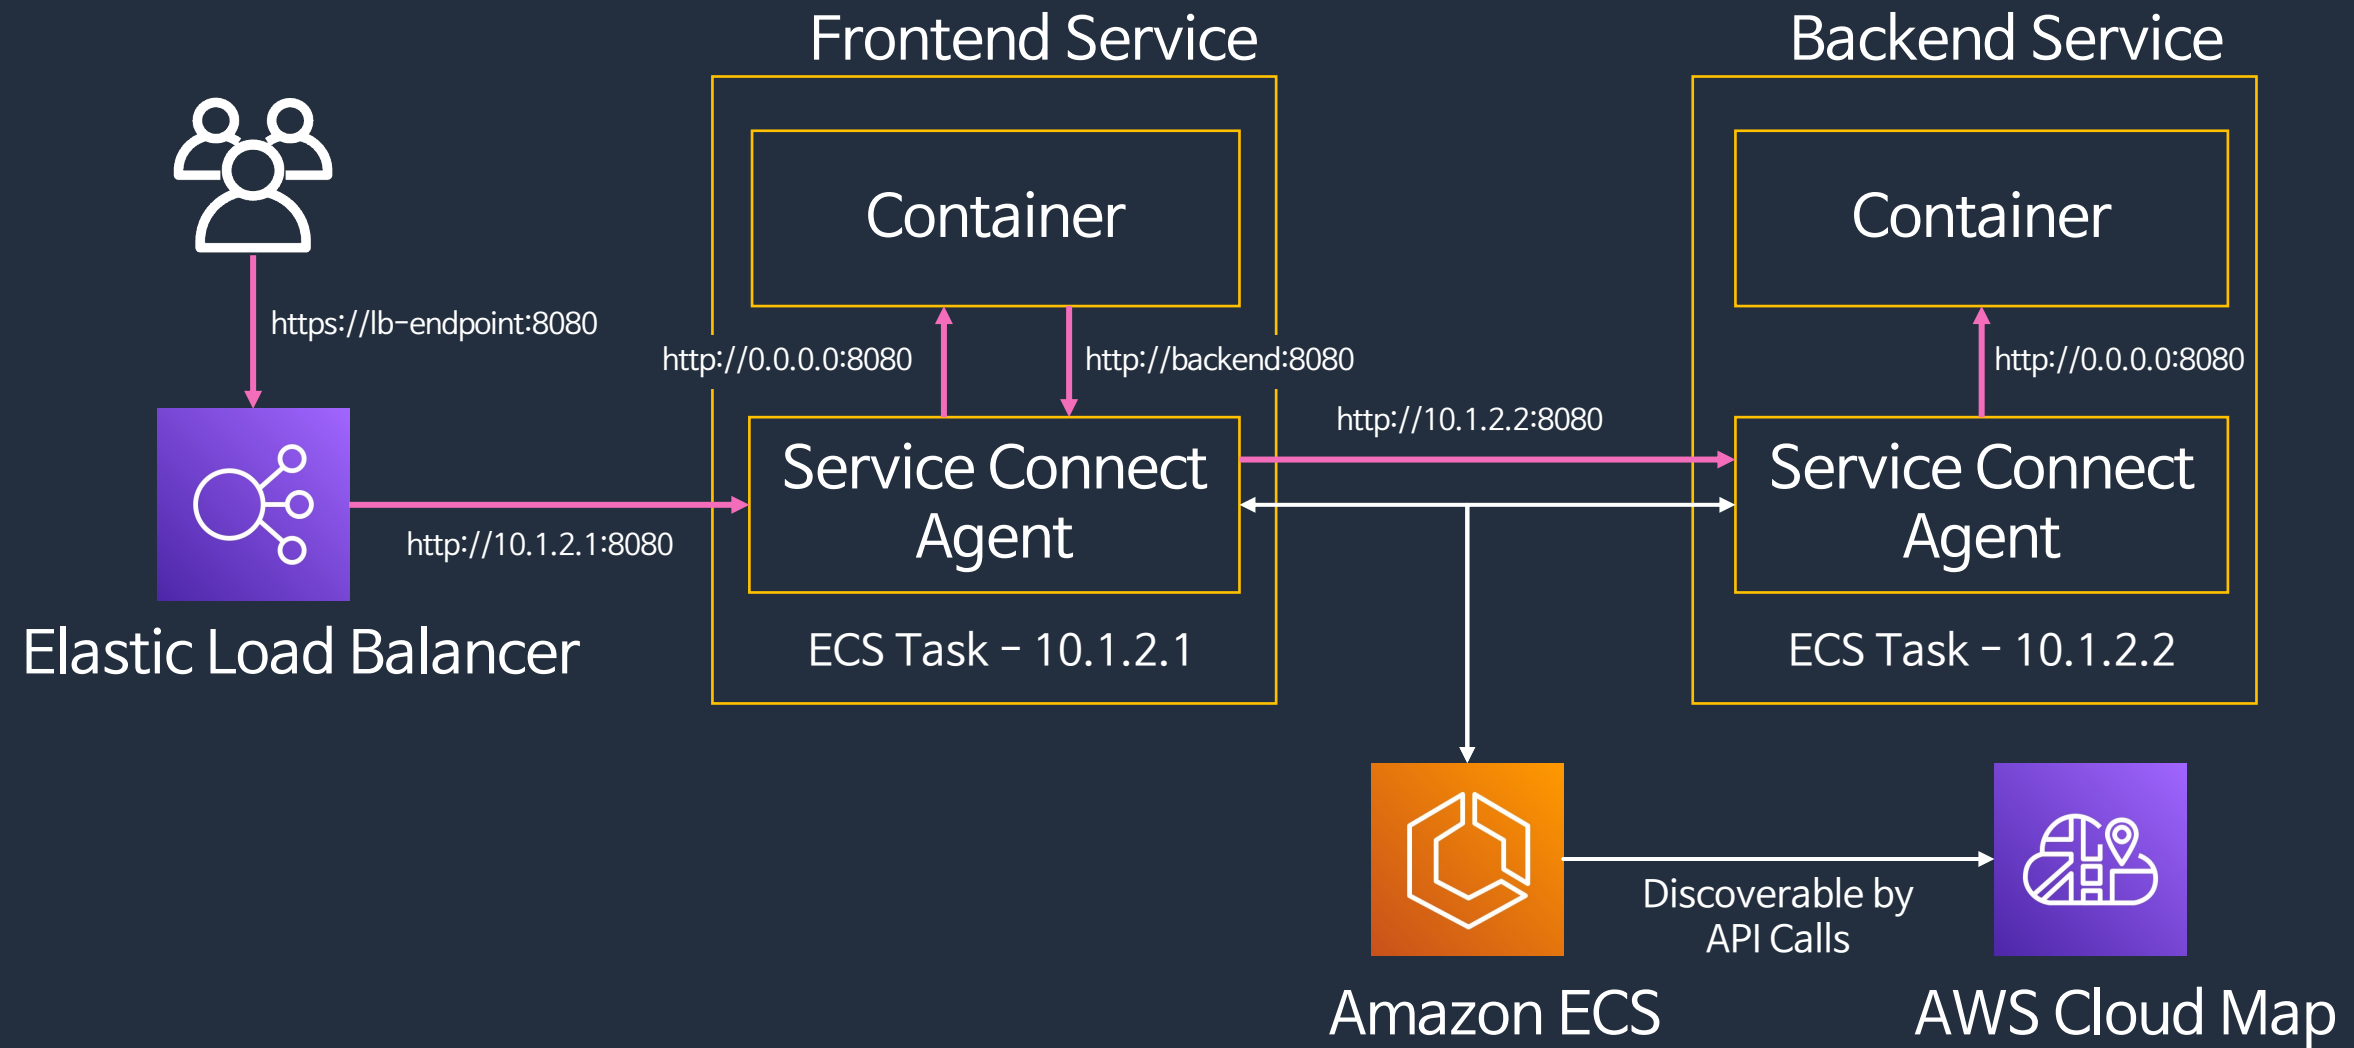 Frontend Service
Backend Service
Container
Container
https://lb-endpoint:8080
http://0.0.0.0:8080
http://backend:8080
http://0.0.0.0:8080
http://10.1.2.2:8080
Service Connect
Agent
Service Connect
Agent
http://10.1.2.1:8080
Elastic Load Balancer
ECS Task - 10.1.2.1
ECS Task - 10.1.2.2
Discoverable by
API Calls
Amazon ECS
AWS Cloud Map